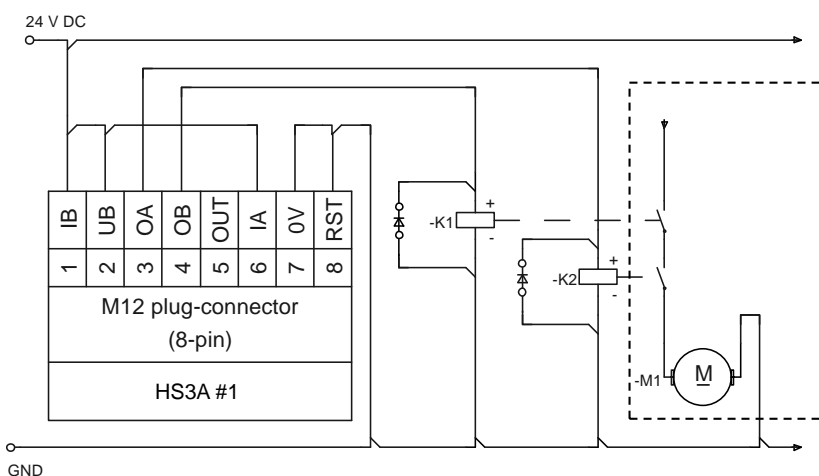 24 V DC
IB
UB
OA
OB
OUT
IA
0V
RST
1
2
3
4
5
6
7
8
M12 plug-connector
(8-pin)
HS3A #1
-K1
+
-
-K2
+
-
-M1
M
GND